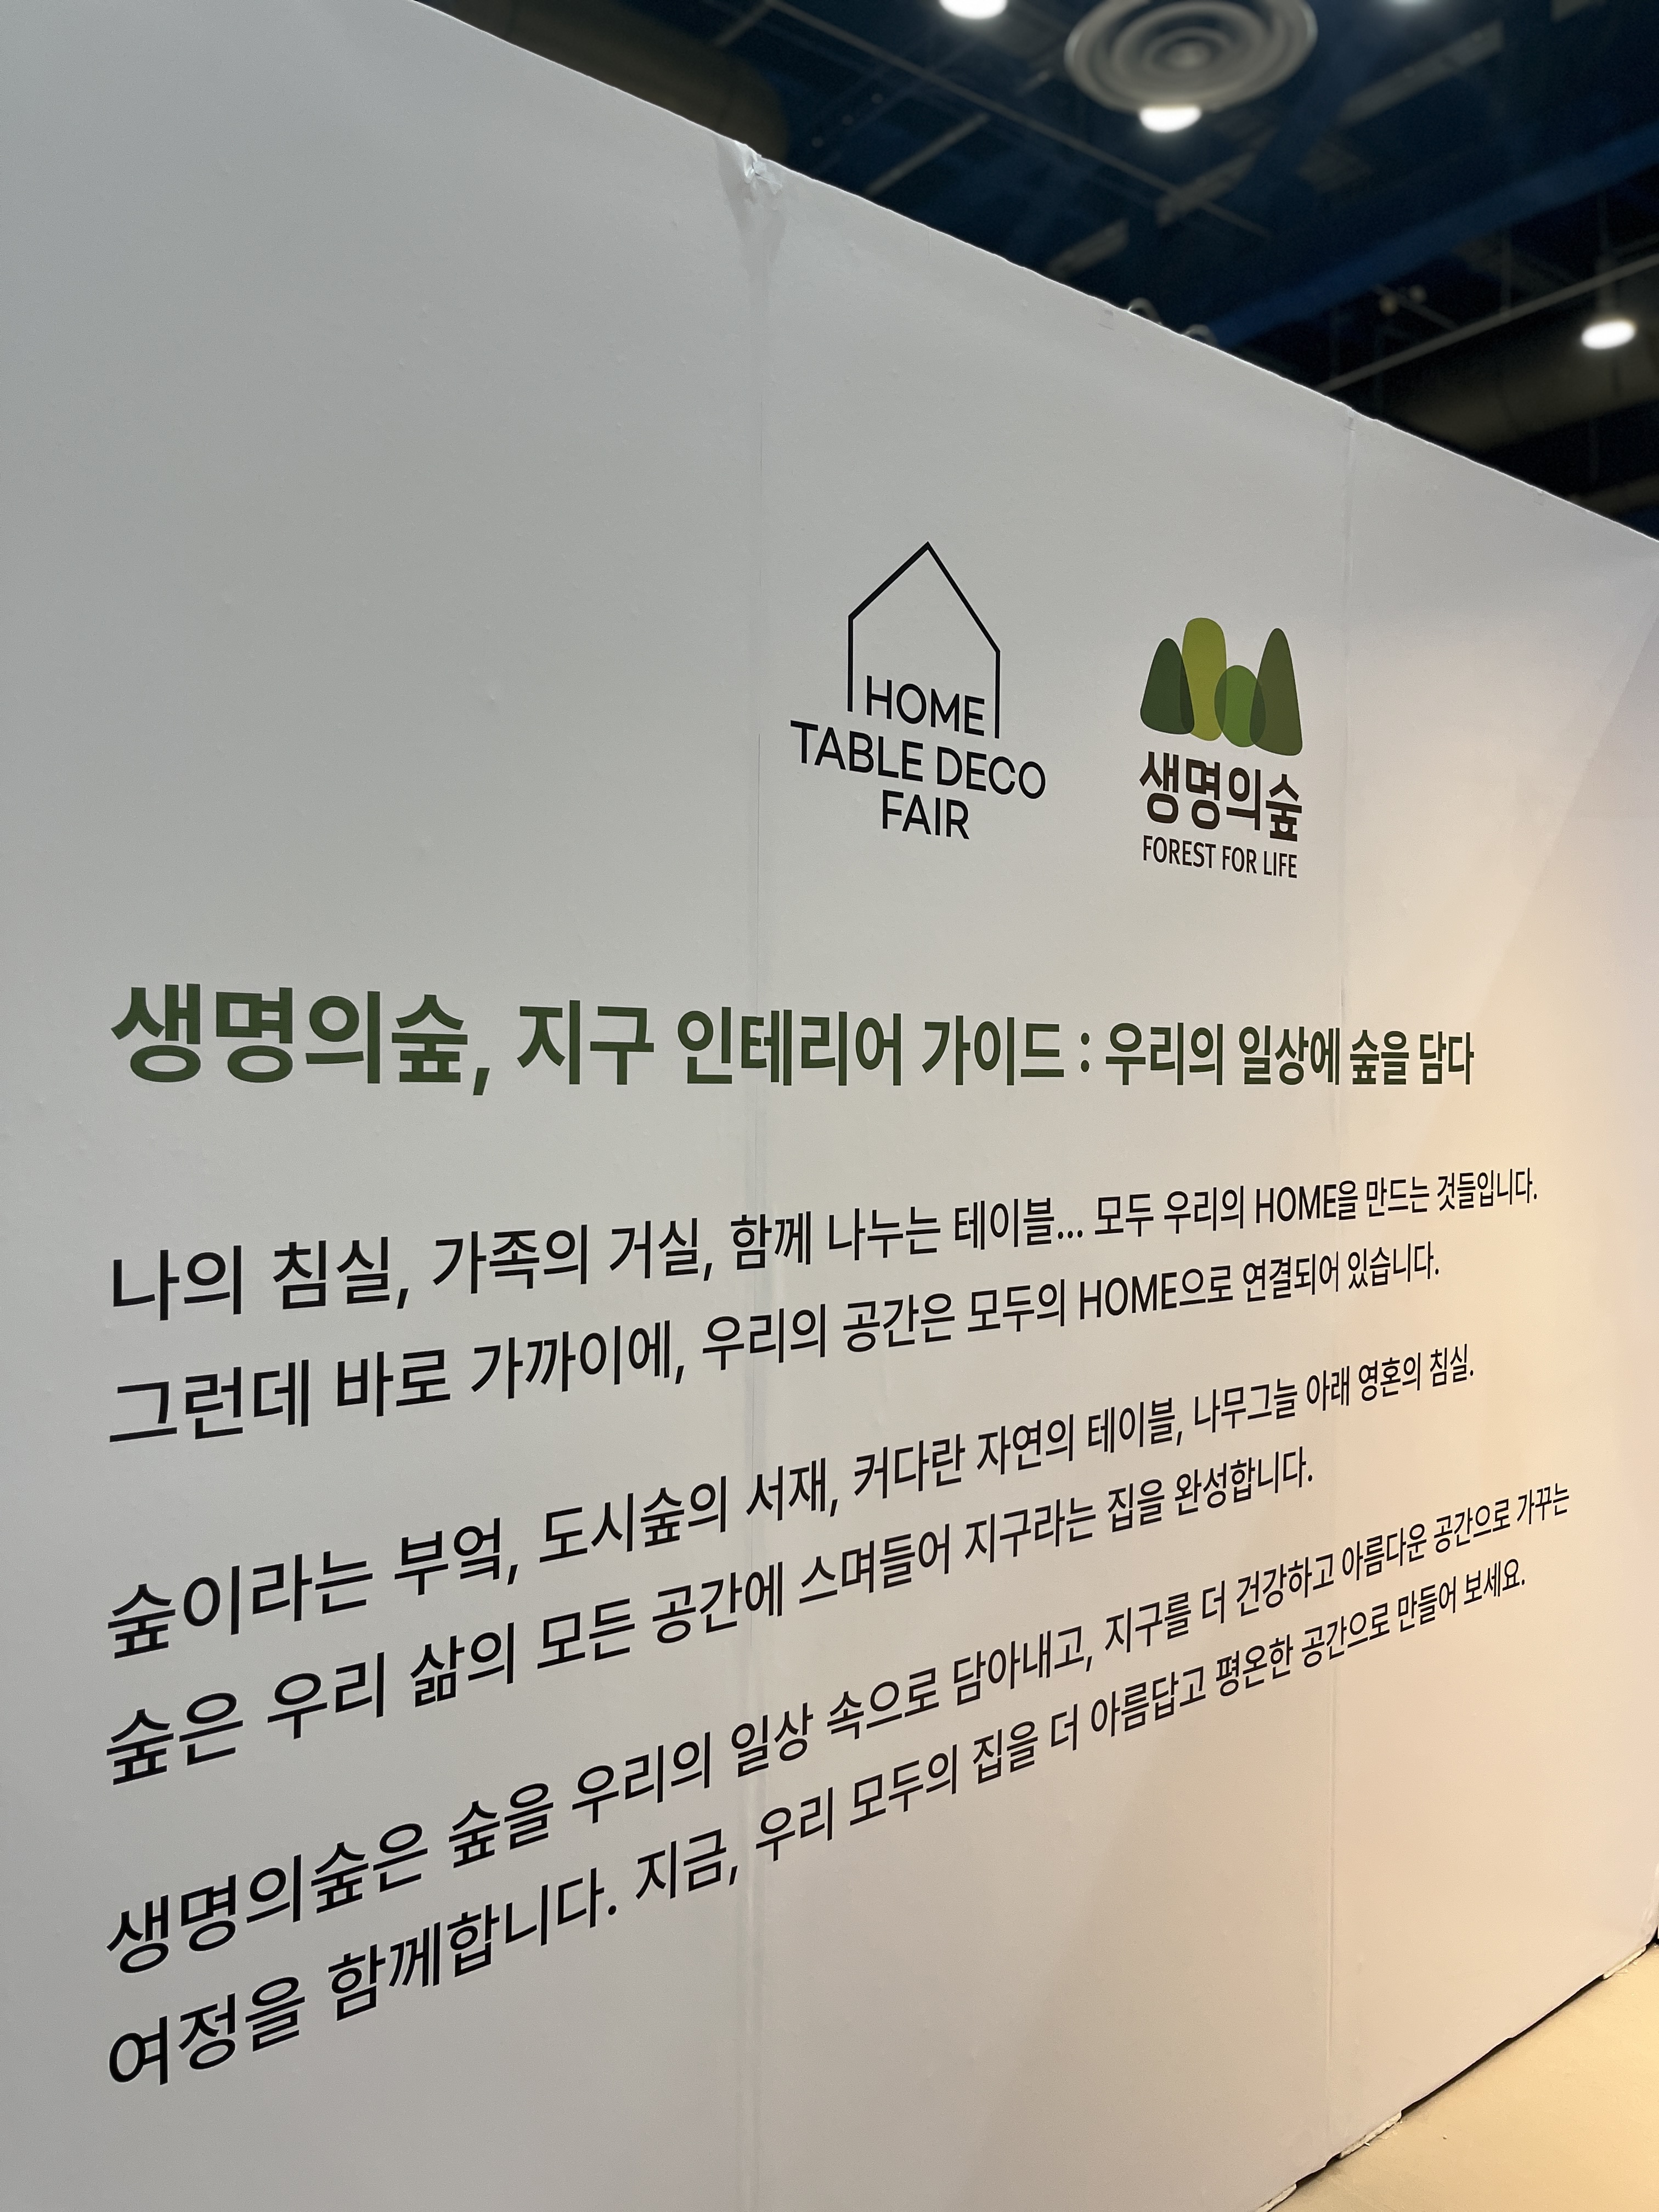 HOME
TABLE DECO
FAIR
생명의숲
FOREST FOR LIFE
생명의숲, 지구 인테리어 가이드 : 우리의 일상에 숲을 담다
나의 침실, 가족의 거실, 함께 나누는 테이블... 모두 우리의 HOME을 만드는 것들입니다.
그런데 바로 가까이에, 우리의 공간은 모두의 HOME으로 연결되어 있습니다.
숲이라는 부엌, 도시숲의 서재, 커다란 자연의 테이블, 나무그늘 아래 영혼의 침실.
숲은 우리 삶의 모든 공간에 스며들어 지구라는 집을 완성합니다.
생명의숲은 숲을 우리의 일상 속으로 담아내고, 지구를 더 건강하고 아름다운 공간으로 가꾸는
여정을 함께합니다. 지금, 우리 모두의 집을 더 아름답고 평온한 공간으로 만들어 보세요.